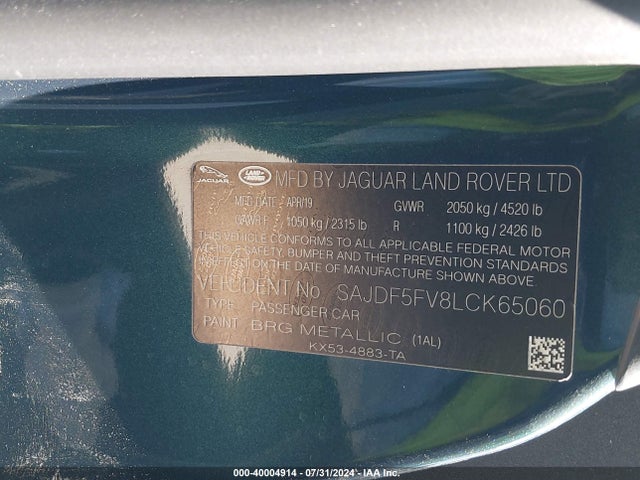 JAGUAR LAND ROVER MFD BY JAGUAR LAND ROVER LTD
MFD DATE APR/19 GVWR 2050 kg / 4520 lb
GAWR F 1050 kg / 2315 lb R 1100 kg / 2426 lb
THIS VEHICLE CONFORMS TO ALL APPLICABLE FEDERAL MOTOR
VEHICLE SAFETY, BUMPER AND THEFT PREVENTION STANDARDS
IN EFFECT ON THE DATE OF MANUFACTURE SHOWN ABOVE.
VEH IDENT No SAJDF5FV8LCK65060
TYPE PASSENGER CAR
PAINT BRG METALLIC (1AL)
KX53-4883-TA
000-40004914 - 07/31/2024 - IAA Inc.